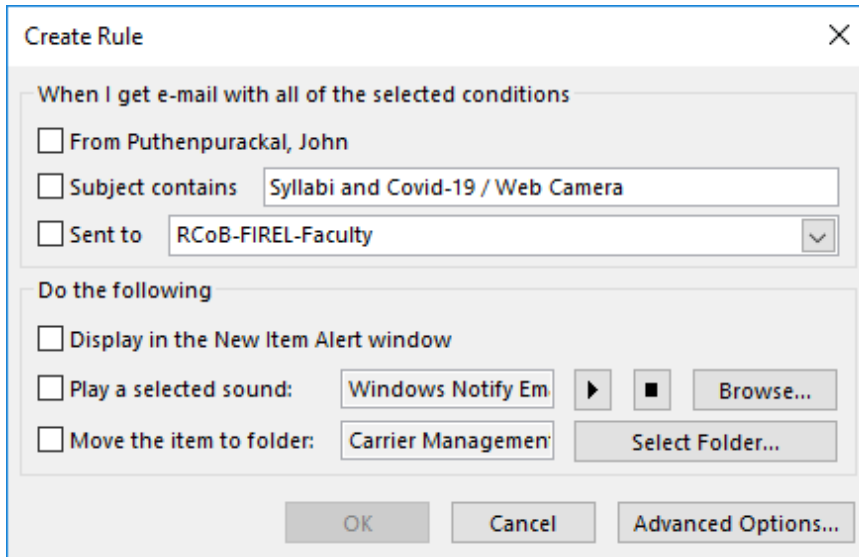 Create Rule
When I get e-mail with all of the selected conditions
From Puthenpurackal, John
Subject contains Syllabi and Covid-19 / Web Camera
Sent to RCoB-FIREL-Faculty
Do the following
Display in the New Item Alert window
Play a selected sound: Windows Notify Em Browse...
Move the item to folder: Carrier Management Select Folder...
OK Cancel Advanced Options...